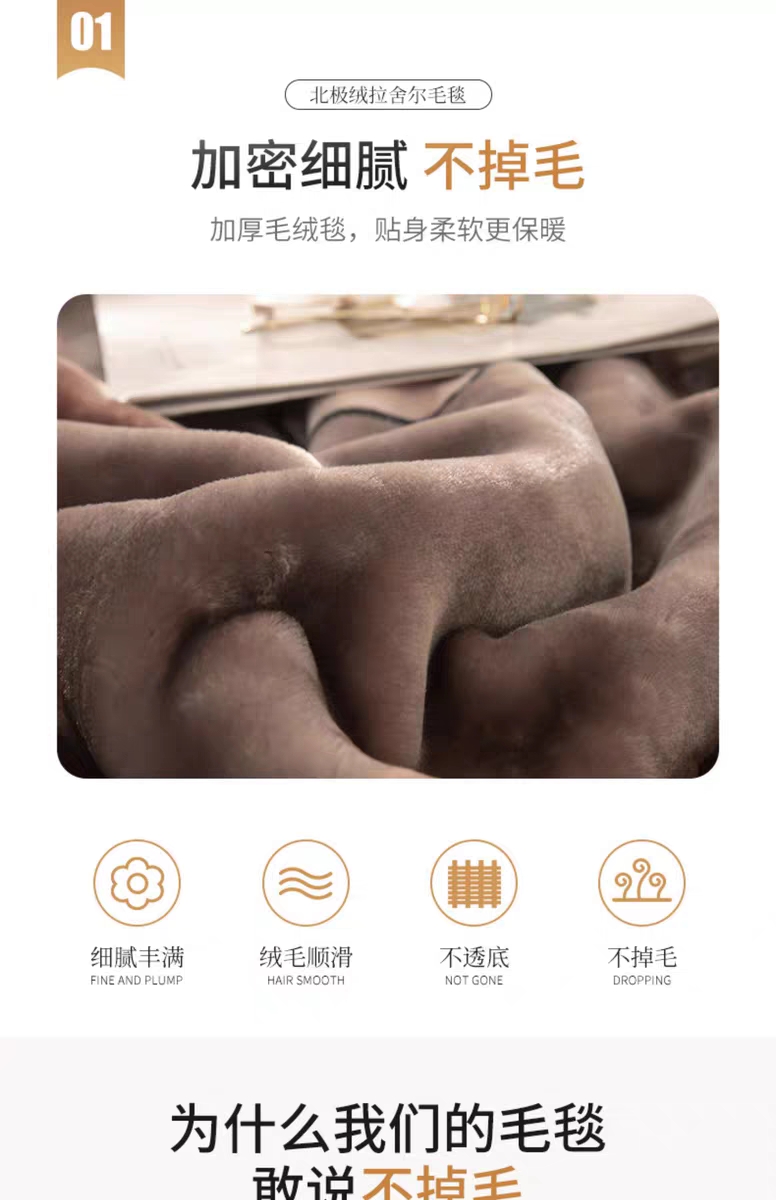 01
北极绒拉舍尔毛毯
加密细腻 不掉毛
加厚毛绒毯，贴身柔软更保暖
细腻丰满
FINE AND PLUMP
绒毛顺滑
HAIR SMOOTH
不透底
NOT GONE
不掉毛
DROPPING
为什么我们的毛毯
敢说不掉毛